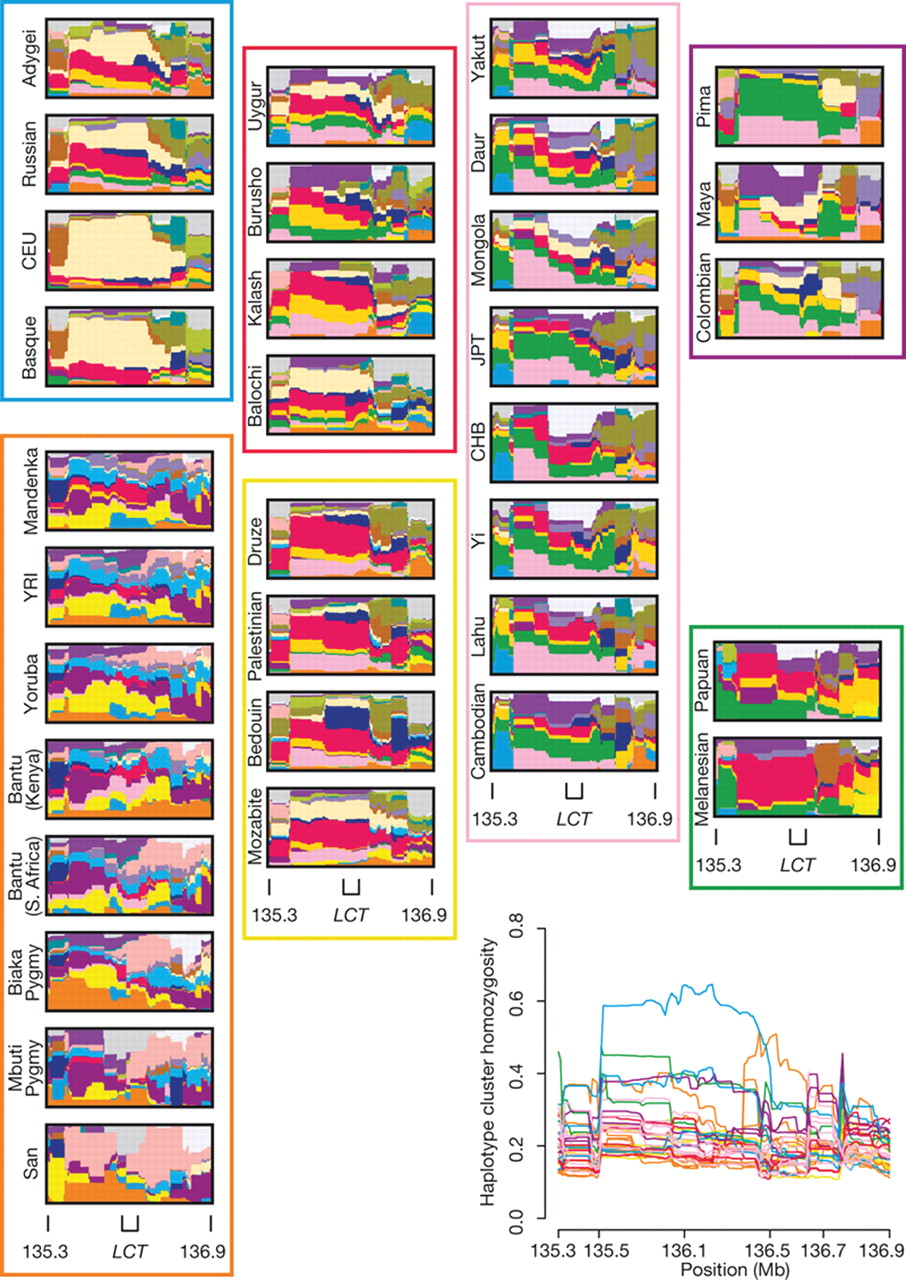 Adygei
Russian
CEU
Basque
Mandenka
YRI
Yoruba
Bantu
(Kenya)
Bantu
(S. Africa)
Biaka
Pygmy
Mbuti
Pygmy
San
135.3 LCT 136.9
Uygur
Burusho
Kalash
Balochi
Druze
Palestinian
Bedouin
Mozabite
135.3 LCT 136.9
Yakut
Daur
Mongola
JPT
CHB
Yi
Lahu
Cambodian
135.3 LCT 136.9
Pima
Maya
Colombian
Papuan
Melanesian
135.3 LCT 136.9
Haplotype cluster homozygosity
0.8
0.6
0.4
0.2
0.0
135.3 135.5 136.1 136.5 136.7 136.9
Position (Mb)